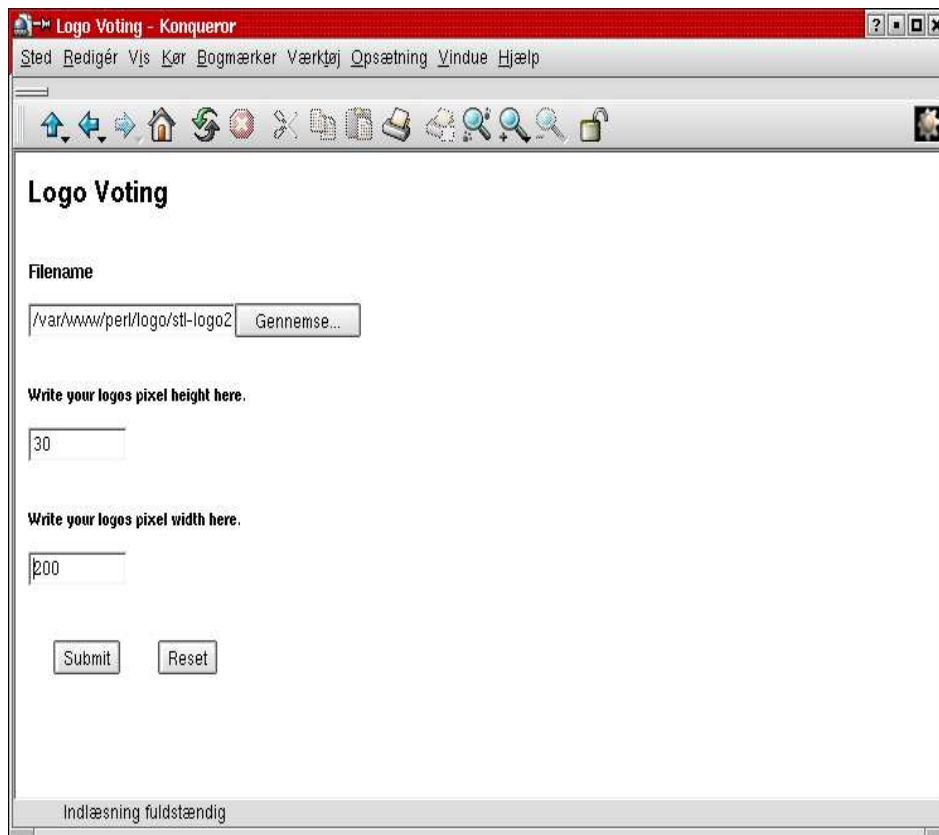 Logo Voting - Konqueror
Sted Redigér Vis Kør Bogmærker Værktøj Opsætning Vindue Hjælp
Logo Voting
Filename
/var/www/perl/logo/stl-logo2 Gennemse...
Write your logos pixel height here.
30
Write your logos pixel width here.
200
Submit Reset
Indlæsning fuldstændig